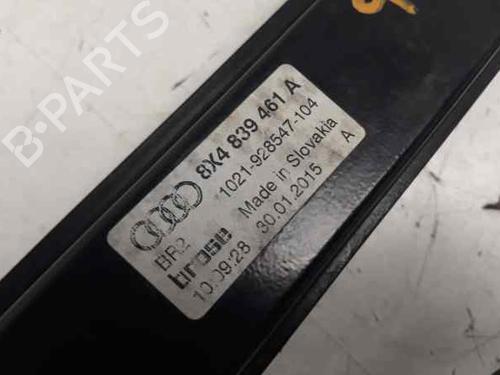 B-PARTS
8X4 839 461 A
1021-928547-104
Made in Slovakia
BR2
brose
30.01.2015
A
10:09:28